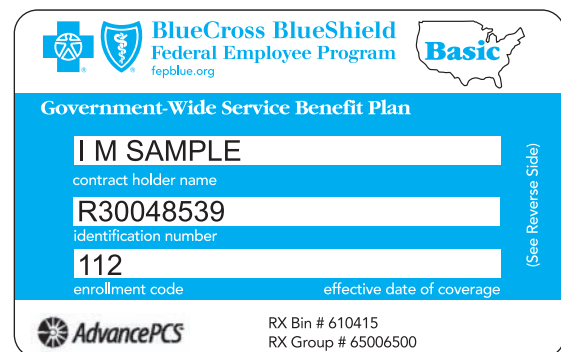 BlueCross BlueShield
Federal Employee Program
fepblue.org
Basic
Government-Wide Service Benefit Plan
I M SAMPLE
contract holder name
R30048539
identification number
112
enrollment code
effective date of coverage
(See Reverse Side)
AdvancePCS
RX Bin # 610415
RX Group # 65006500